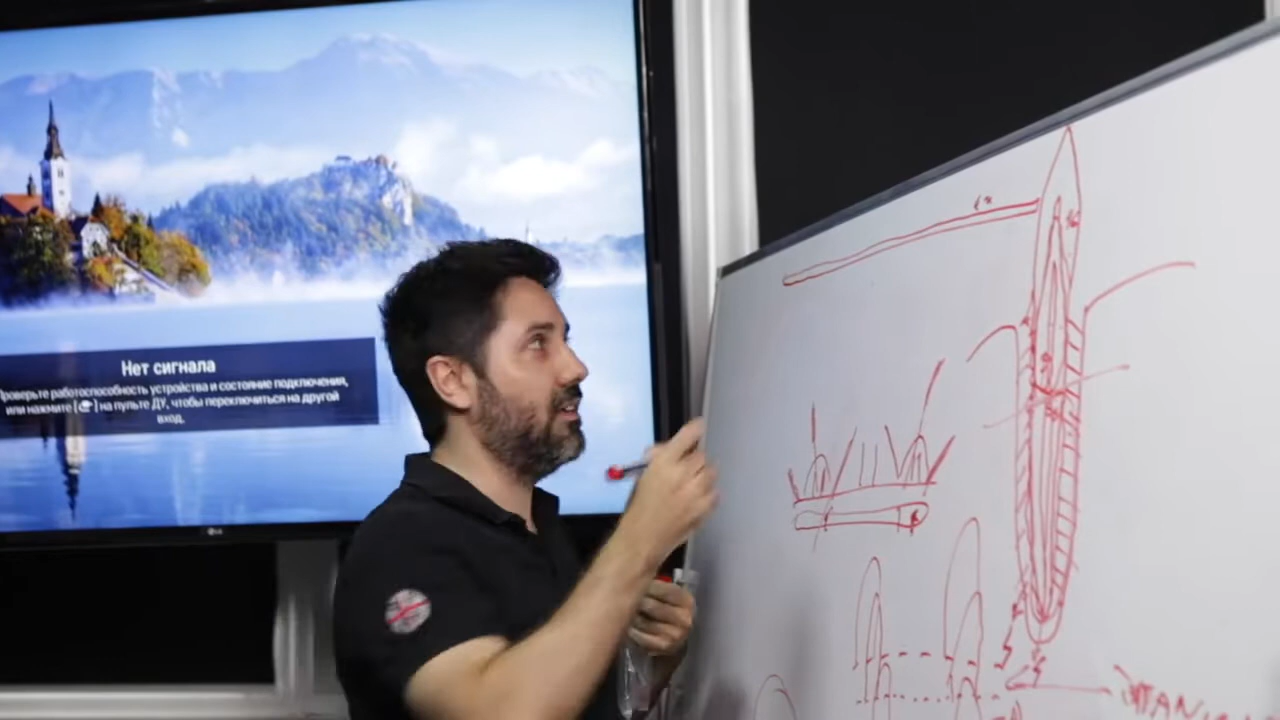 Нет сигнала
Проверьте работоспособность устройства и состояние подключения,
или нажмите [ ] на пульте ДУ, чтобы переключиться на другой
вход.
LG